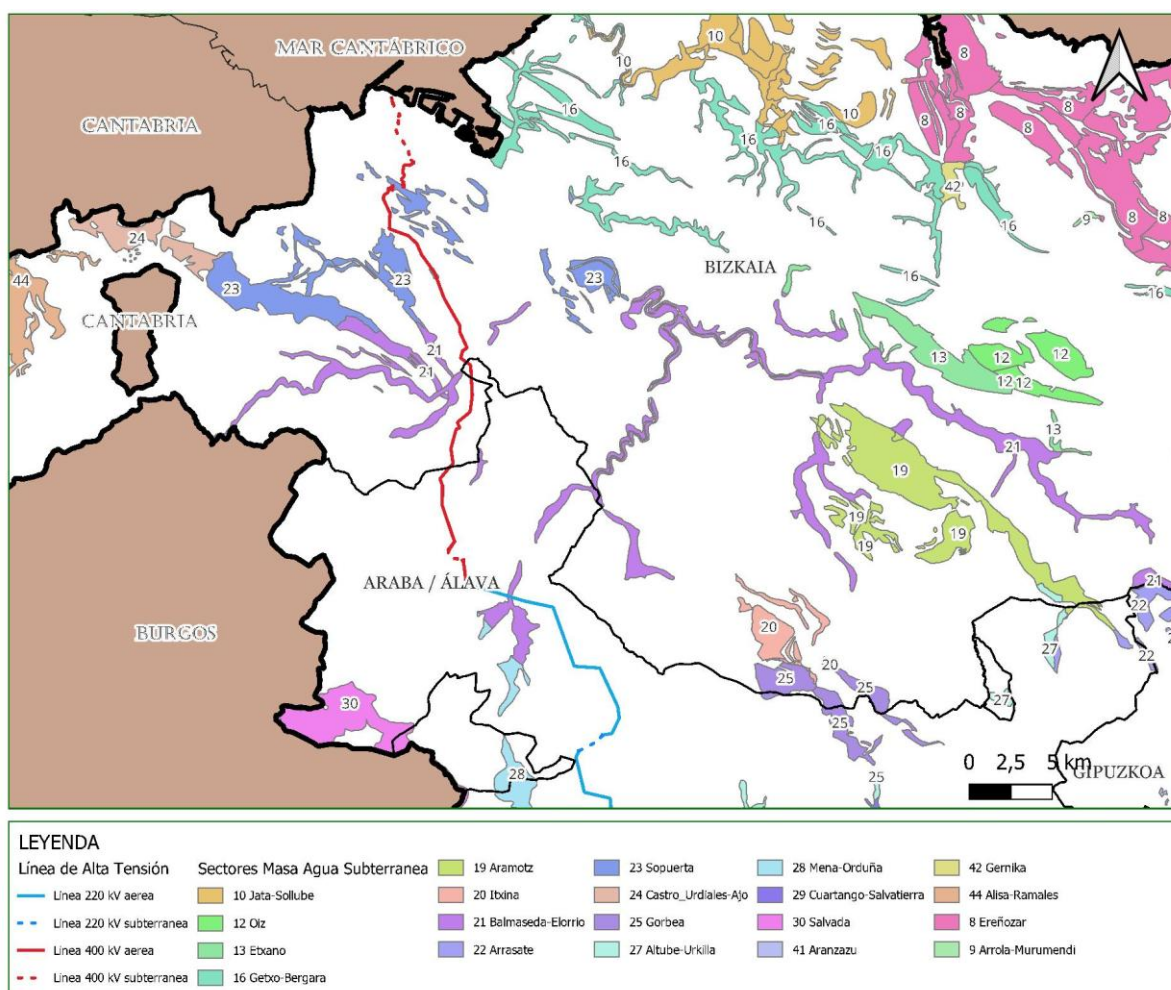 MAR CANTÁBRICO
CANTABRIA
CANTABRIA
BURGOS
BIZKAIA
ARABA / ÁLAVA
GIPUZKOA
10
10
10
8
8
8
8
8
8
8
16
16
16
16
16
16
16
16
16
42
9
24
44
23
23
23
21
21
13
12
12
12
12
13
21
19
19
19
19
20
20
25
25
25
25
21
22
22
27
27
30
28
0 2,5 5 km
LEYENDA
Línea de Alta Tensión
Línea 220 kV aerea
Línea 220 kV subterranea
Línea 400 kV aerea
Línea 400 kV subterranea
Sectores Masa Agua Subterranea
10 Jata-Sollube
12 Oiz
13 Etxano
16 Getxo-Bergara
19 Aramotz
20 Itxina
21 Balmaseda-Elorrio
22 Arrasate
23 Sopuerta
24 Castro_Urdiales-Ajo
25 Gorbea
27 Altube-Urkilla
28 Mena-Orduña
29 Cuartango-Salvatierra
30 Salvada
41 Aranzazu
42 Gernika
44 Alisa-Ramales
8 Ereñozar
9 Arrola-Murumendi